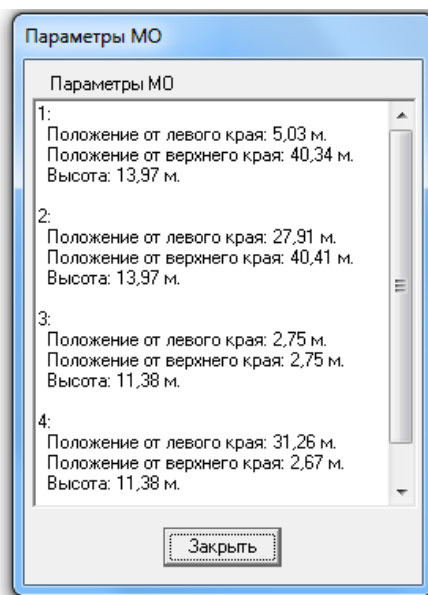 Параметры МО
Параметры МО
1:
Положение от левого края: 5,03 м.
Положение от верхнего края: 40,34 м.
Высота: 13,97 м.
2:
Положение от левого края: 27,91 м.
Положение от верхнего края: 40,41 м.
Высота: 13,97 м.
3:
Положение от левого края: 2,75 м.
Положение от верхнего края: 2,75 м.
Высота: 11,38 м.
4:
Положение от левого края: 31,26 м.
Положение от верхнего края: 2,67 м.
Высота: 11,38 м.
Закрыть